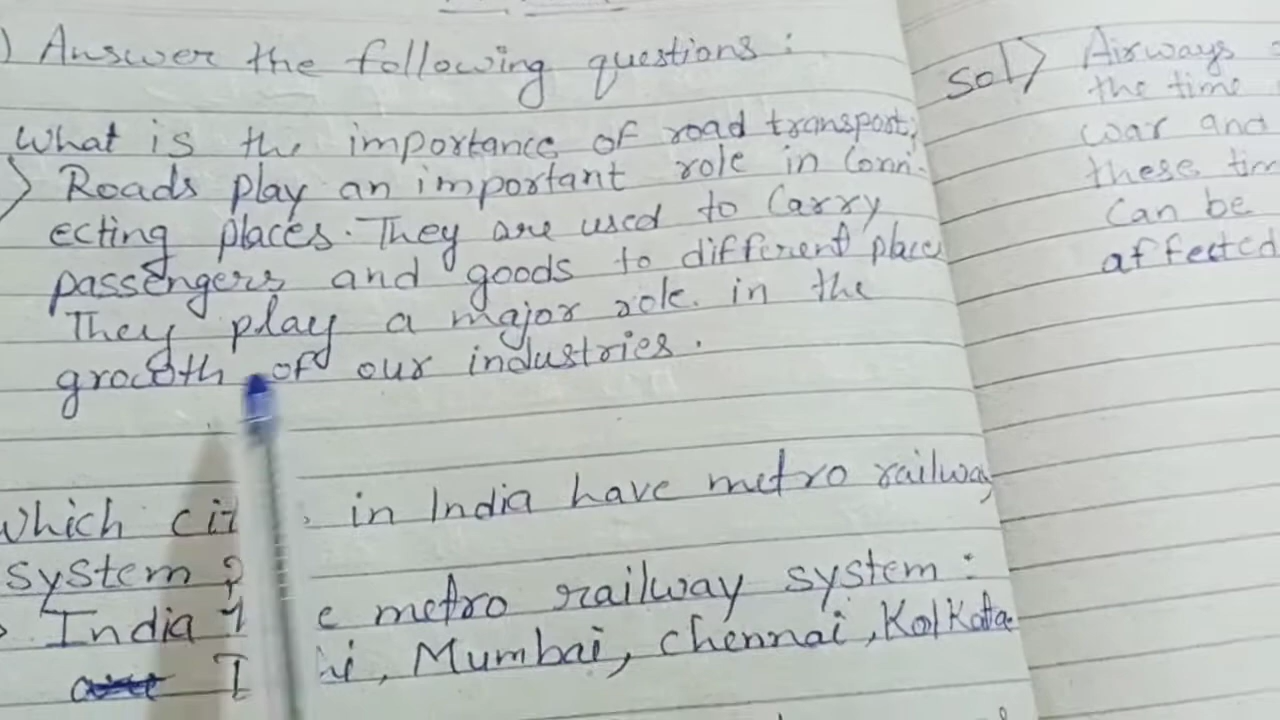 ) Answer the following questions :
What is the importance of road transport,
Roads play an important role in Conn-
ecting places. They are used to Carry
passengers and goods to different place
They play a major role. in the
growth of our industries.
which cit in India have metro railway
system ?
India metro railway system :
Mumbai, Chennai, Kolkata
Sol> Airways
the time
war and
these tim
Can be
affected